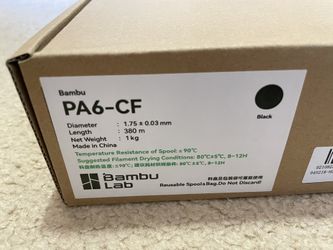 Bambu
PA6-CF
Diameter : 1.75 ± 0.03 mm
Length : 380 m
Net Weight : 1 kg
Made in China
Black
Temperature Resistance of Spool: ≤ 90°C
Suggested Filament Drying Conditions: 80°C±5°C, 8-12H
Bambu
Lab
Reusable Spool&Bag.Do Not Discard!